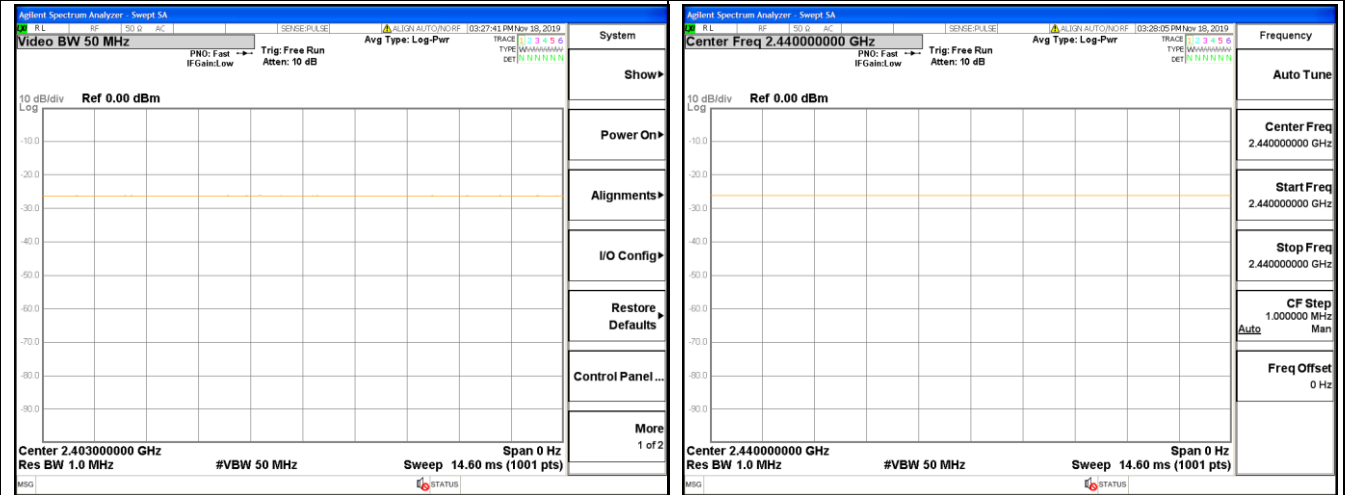 Agilent Spectrum Analyzer - Swept SA
RL RF 50 Ω AC SENSE:PULSE ALIGN AUTO/NO RF 03:27:41 PM Nov 18, 2019
Video BW 50 MHz
PNO: Fast
IFGain:Low
Trig: Free Run
Atten: 10 dB
Avg Type: Log-Pwr
TRACE 1 2 3 4 5 6
TYPE
DET N N N N N N
10 dB/div Ref 0.00 dBm
Log
-10.0
-20.0
-30.0
-40.0
-50.0
-60.0
-70.0
-80.0
-90.0
Center 2.403000000 GHz Span 0 Hz
Res BW 1.0 MHz #VBW 50 MHz Sweep 14.60 ms (1001 pts)
MSG STATUS
System
Show
Power On
Alignments
I/O Config
Restore
Defaults
Control Panel...
More
1 of 2
Agilent Spectrum Analyzer - Swept SA
RL RF 50 Ω AC SENSE:PULSE ALIGN AUTO/NO RF 03:28:05 PM Nov 18, 2019
Center Freq 2.440000000 GHz
PNO: Fast
IFGain:Low
Trig: Free Run
Atten: 10 dB
Avg Type: Log-Pwr
TRACE 1 2 3 4 5 6
TYPE
DET N N N N N N
10 dB/div Ref 0.00 dBm
Log
-10.0
-20.0
-30.0
-40.0
-50.0
-60.0
-70.0
-80.0
-90.0
Center 2.440000000 GHz Span 0 Hz
Res BW 1.0 MHz #VBW 50 MHz Sweep 14.60 ms (1001 pts)
MSG STATUS
Frequency
Auto Tune
Center Freq
2.440000000 GHz
Start Freq
2.440000000 GHz
Stop Freq
2.440000000 GHz
CF Step
1.000000 MHz
Auto Man
Freq Offset
0 Hz